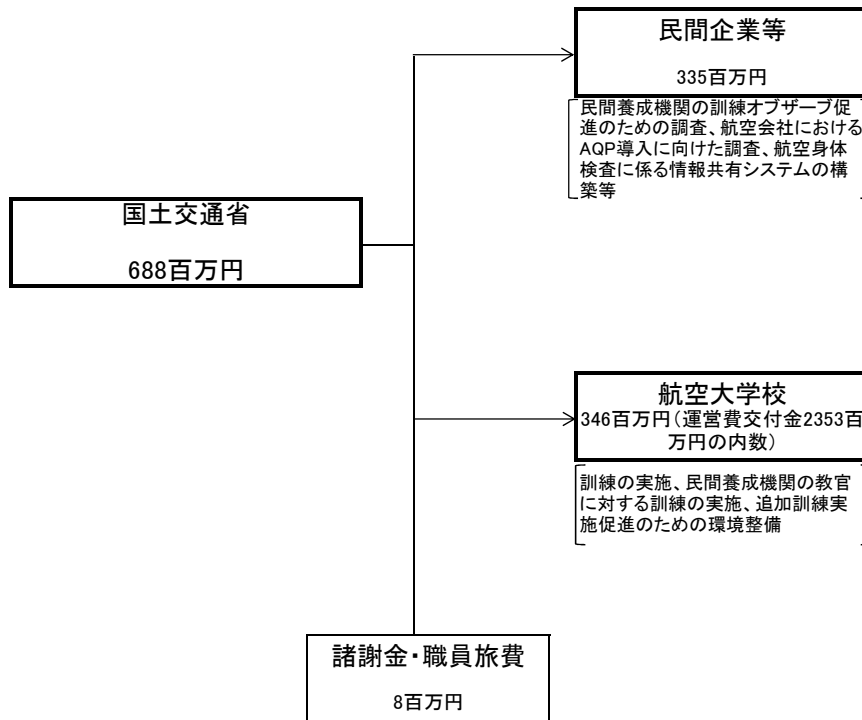 民間企業等
335百万円
民間養成機関の訓練オブザーブ促
進のための調査、航空会社における
AQP導入に向けた調査、航空身体
検査に係る情報共有システムの構
築等
国土交通省
688百万円
航空大学校
346百万円（運営費交付金2353百
万円の内数）
訓練の実施、民間養成機関の教官
に対する訓練の実施、追加訓練実
施促進のための環境整備
諸謝金・職員旅費
8百万円